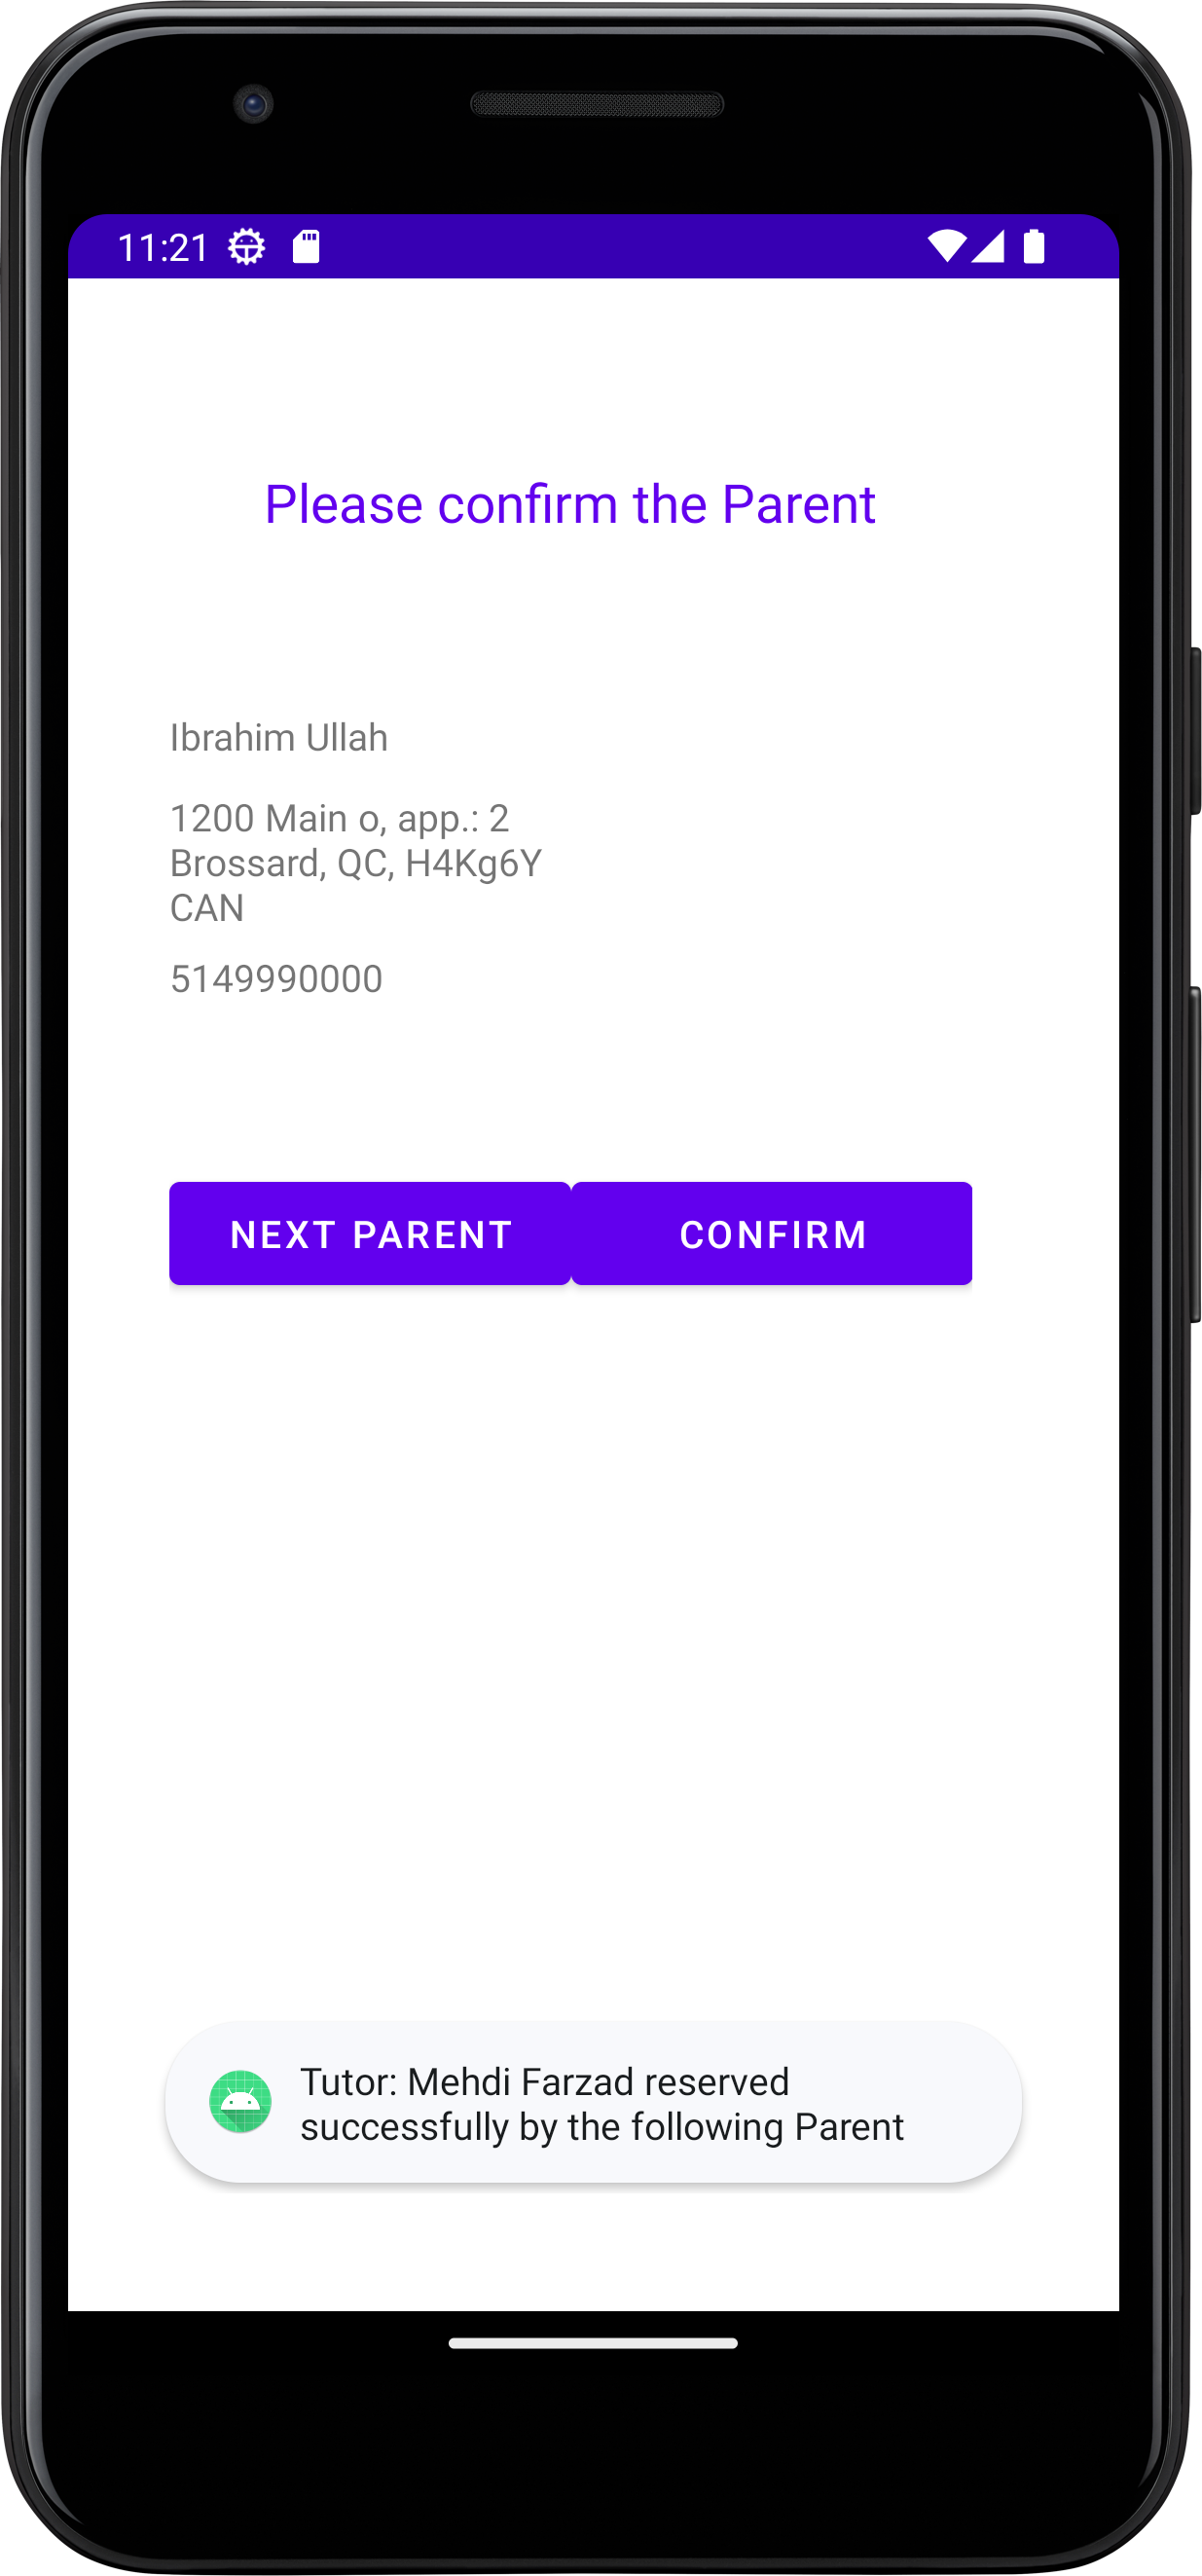 11:21
Please confirm the Parent
Ibrahim Ullah
1200 Main o, app.: 2
Brossard, QC, H4Kg6Y
CAN
5149990000
NEXT PARENT CONFIRM
Tutor: Mehdi Farzad reserved
successfully by the following Parent